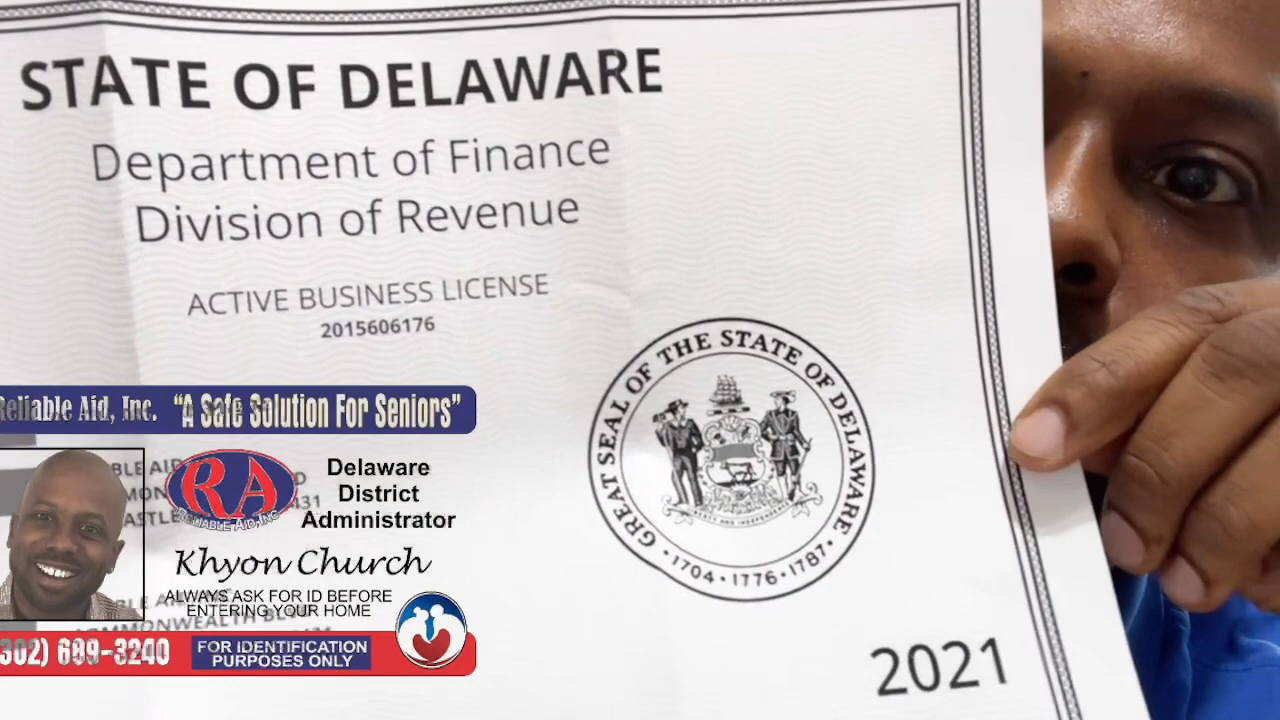 STATE OF DELAWARE
Department of Finance
Division of Revenue
ACTIVE BUSINESS LICENSE
2015606176
GREAT SEAL OF THE STATE OF DELAWARE
1704 • 1776 • 1787
2021
Reliable Aid, Inc. "A Safe Solution For Seniors"
RA
RELIABLE AID, INC
Delaware
District
Administrator
Khyon Church
ALWAYS ASK FOR ID BEFORE
ENTERING YOUR HOME
302) 689-3240
FOR IDENTIFICATION
PURPOSES ONLY